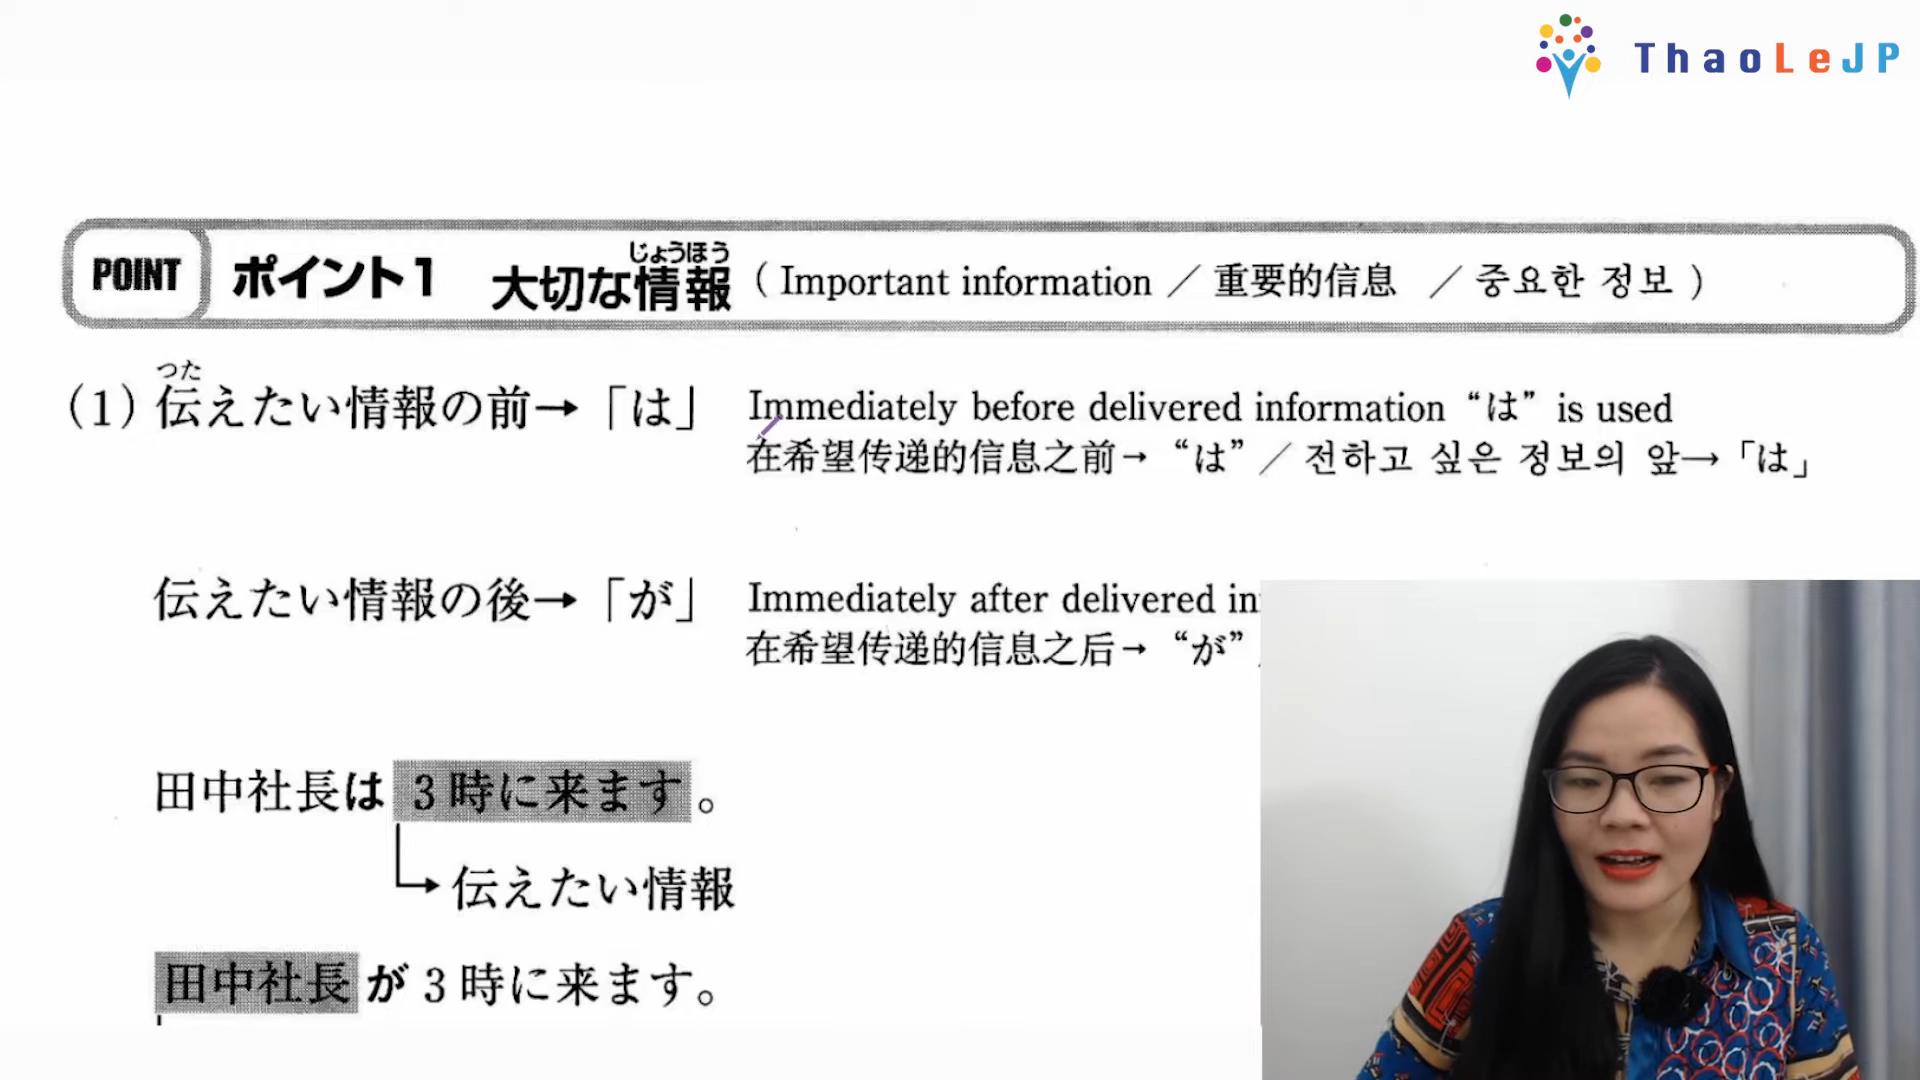 ThaoLeJP
POINT ポイント1 大切な情報 ( Important information ／ 重要的信息 ／ 중요한 정보 )
じょうほう
つた
(1) 伝えたい情報の前→「は」 Immediately before delivered information “は” is used
在希望传递的信息之前→ “は” ／ 전하고 싶은 정보의 앞→「は」
伝えたい情報の後→「が」 Immediately after delivered
在希望传递的信息之后→ “が”
田中社長は 3時に来ます。
伝えたい情報
田中社長 が 3時に来ます。